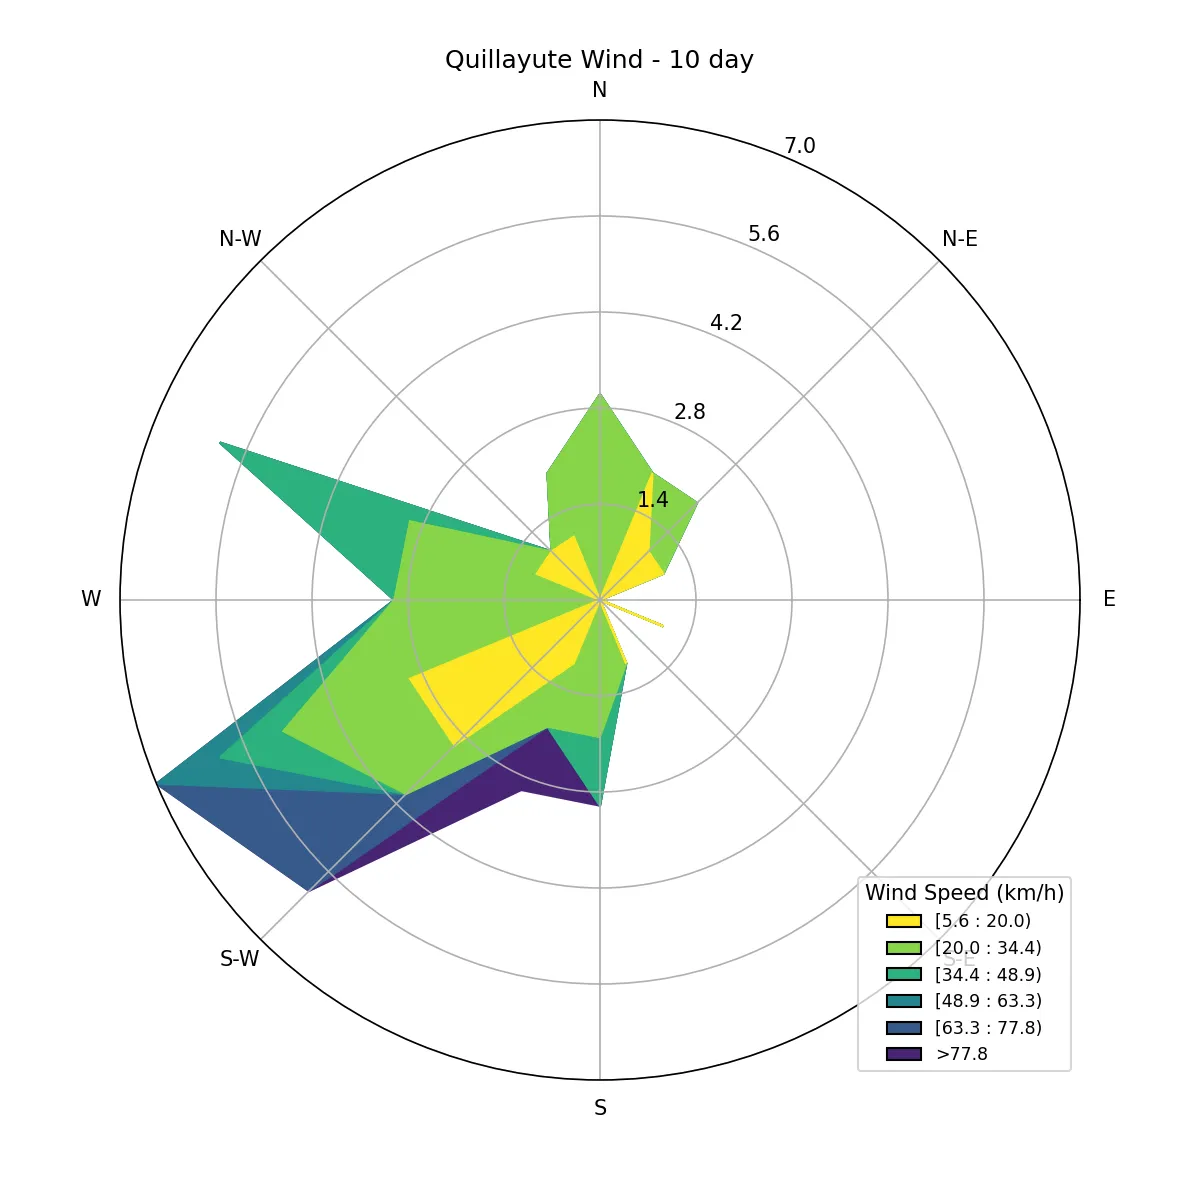 Quillayute Wind - 10 day
N
7.0
N-W
5.6
N-E
4.2
2.8
1.4
W
E
Wind Speed (km/h)
[5.6 : 20.0)
[20.0 : 34.4)
S-W
S-E
[34.4 : 48.9)
[48.9 : 63.3)
[63.3 : 77.8)
>77.8
S